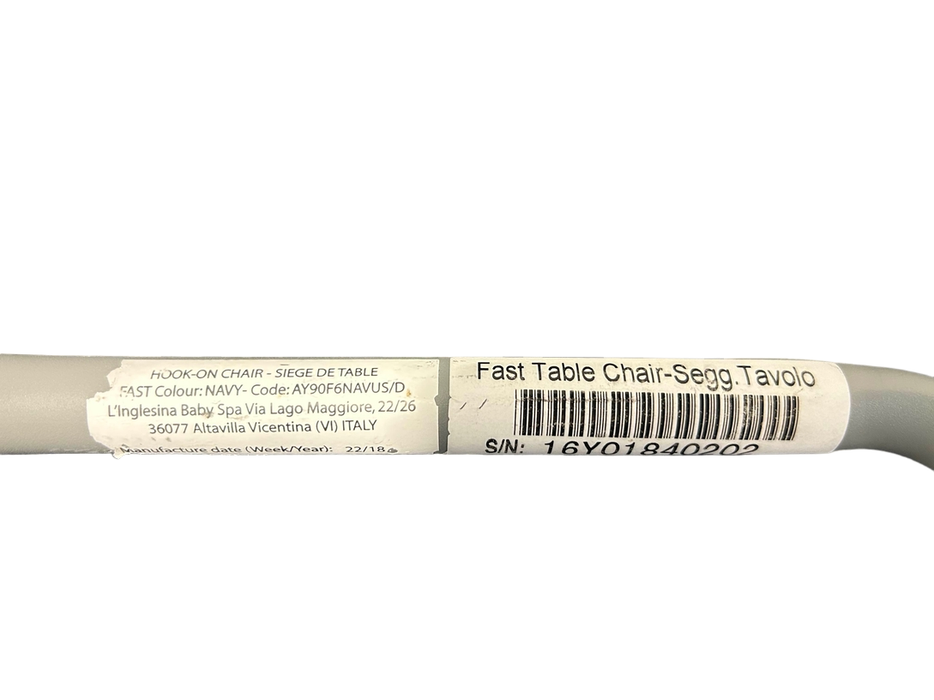 HOOK-ON CHAIR - SIEGE DE TABLE
FAST Colour: NAVY- Code: AY90F6NAVUS/D
L'Inglesina Baby Spa Via Lago Maggiore, 22/26
36077 Altavilla Vicentina (VI) ITALY
Manufacture date (Week/Year): 22/18
Fast Table Chair-Segg.Tavolo
S/N: 16Y01840202